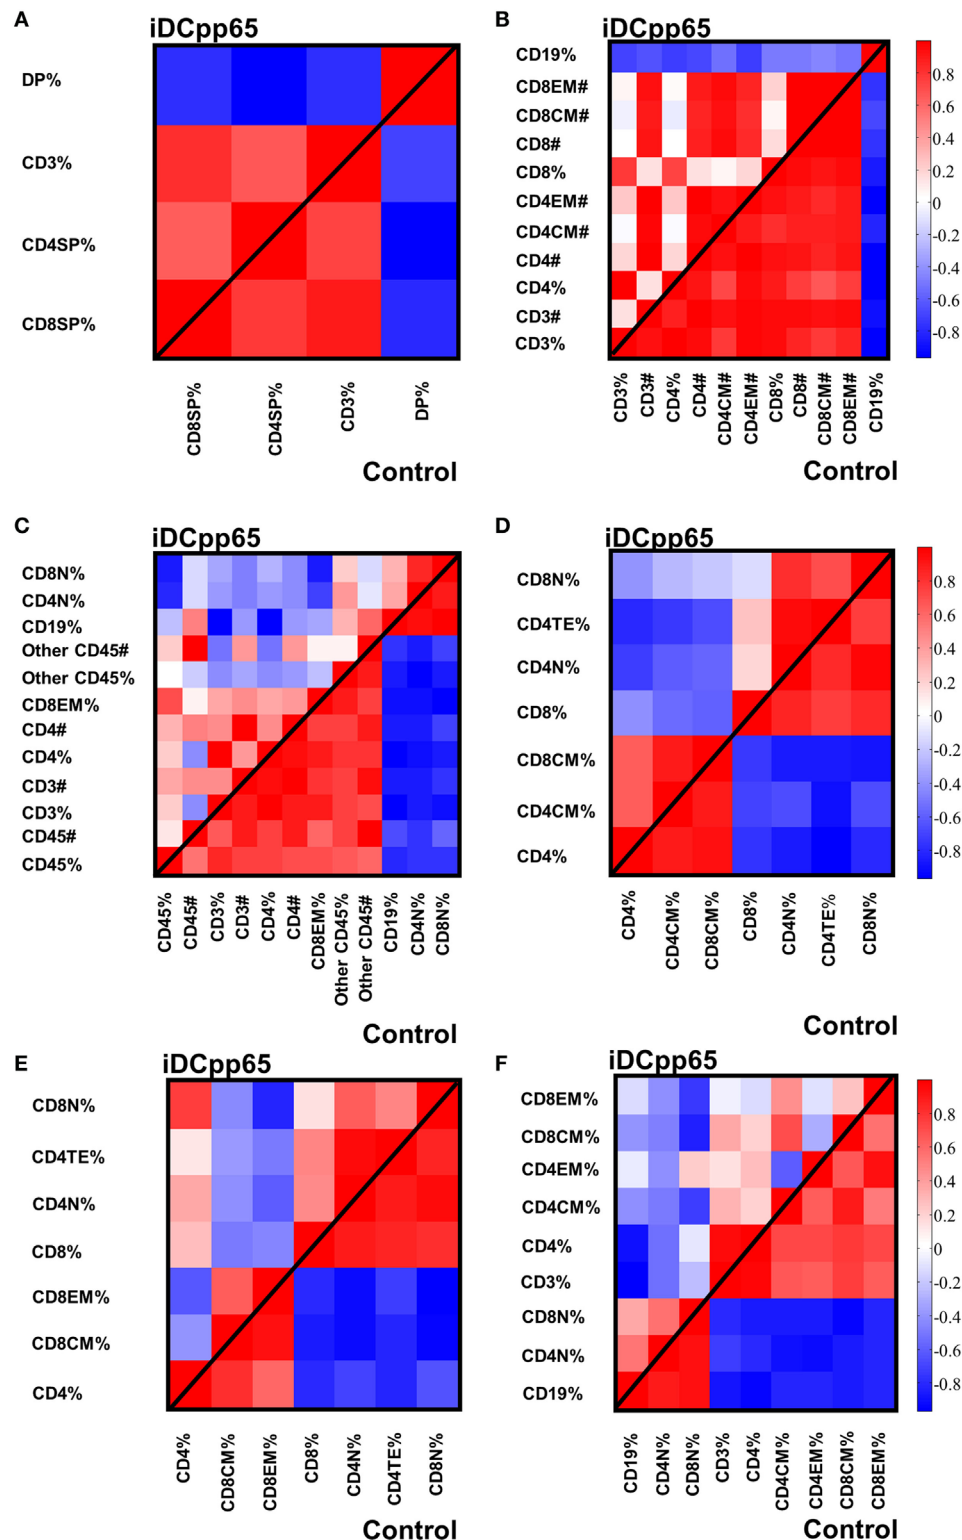 A
iDCpp65
DP%
CD3%
CD4SP%
CD8SP%
CD8SP%
CD4SP%
CD3%
DP%
Control
B
iDCpp65
CD19%
CD8EM#
CD8CM#
CD8#
CD8%
CD4EM#
CD4CM#
CD4#
CD4%
CD3#
CD3%
CD3%
CD3#
CD4%
CD4#
CD4CM#
CD4EM#
CD8%
CD8#
CD8CM#
CD8EM#
CD19%
Control
0.8
0.6
0.4
0.2
0
-0.2
-0.4
-0.6
-0.8
C
iDCpp65
CD8N%
CD4N%
CD19%
Other CD45#
Other CD45%
CD8EM%
CD4#
CD4%
CD3#
CD3%
CD45#
CD45%
CD45%
CD45#
CD3%
CD3#
CD4%
CD4#
CD8EM%
Other CD45%
Other CD45#
CD19%
CD4N%
CD8N%
Control
D
iDCpp65
CD8N%
CD4TE%
CD4N%
CD8%
CD8CM%
CD4CM%
CD4%
CD4%
CD4CM%
CD8CM%
CD8%
CD4N%
CD4TE%
CD8N%
Control
0.8
0.6
0.4
0.2
0
-0.2
-0.4
-0.6
-0.8
E
iDCpp65
CD8N%
CD4TE%
CD4N%
CD8%
CD8EM%
CD8CM%
CD4%
CD4%
CD8CM%
CD8EM%
CD8%
CD4N%
CD4TE%
CD8N%
Control
F
iDCpp65
CD8EM%
CD8CM%
CD4EM%
CD4CM%
CD4%
CD3%
CD8N%
CD4N%
CD19%
CD19%
CD4N%
CD8N%
CD3%
CD4%
CD4CM%
CD4EM%
CD8CM%
CD8EM%
Control
0.8
0.6
0.4
0.2
0
-0.2
-0.4
-0.6
-0.8